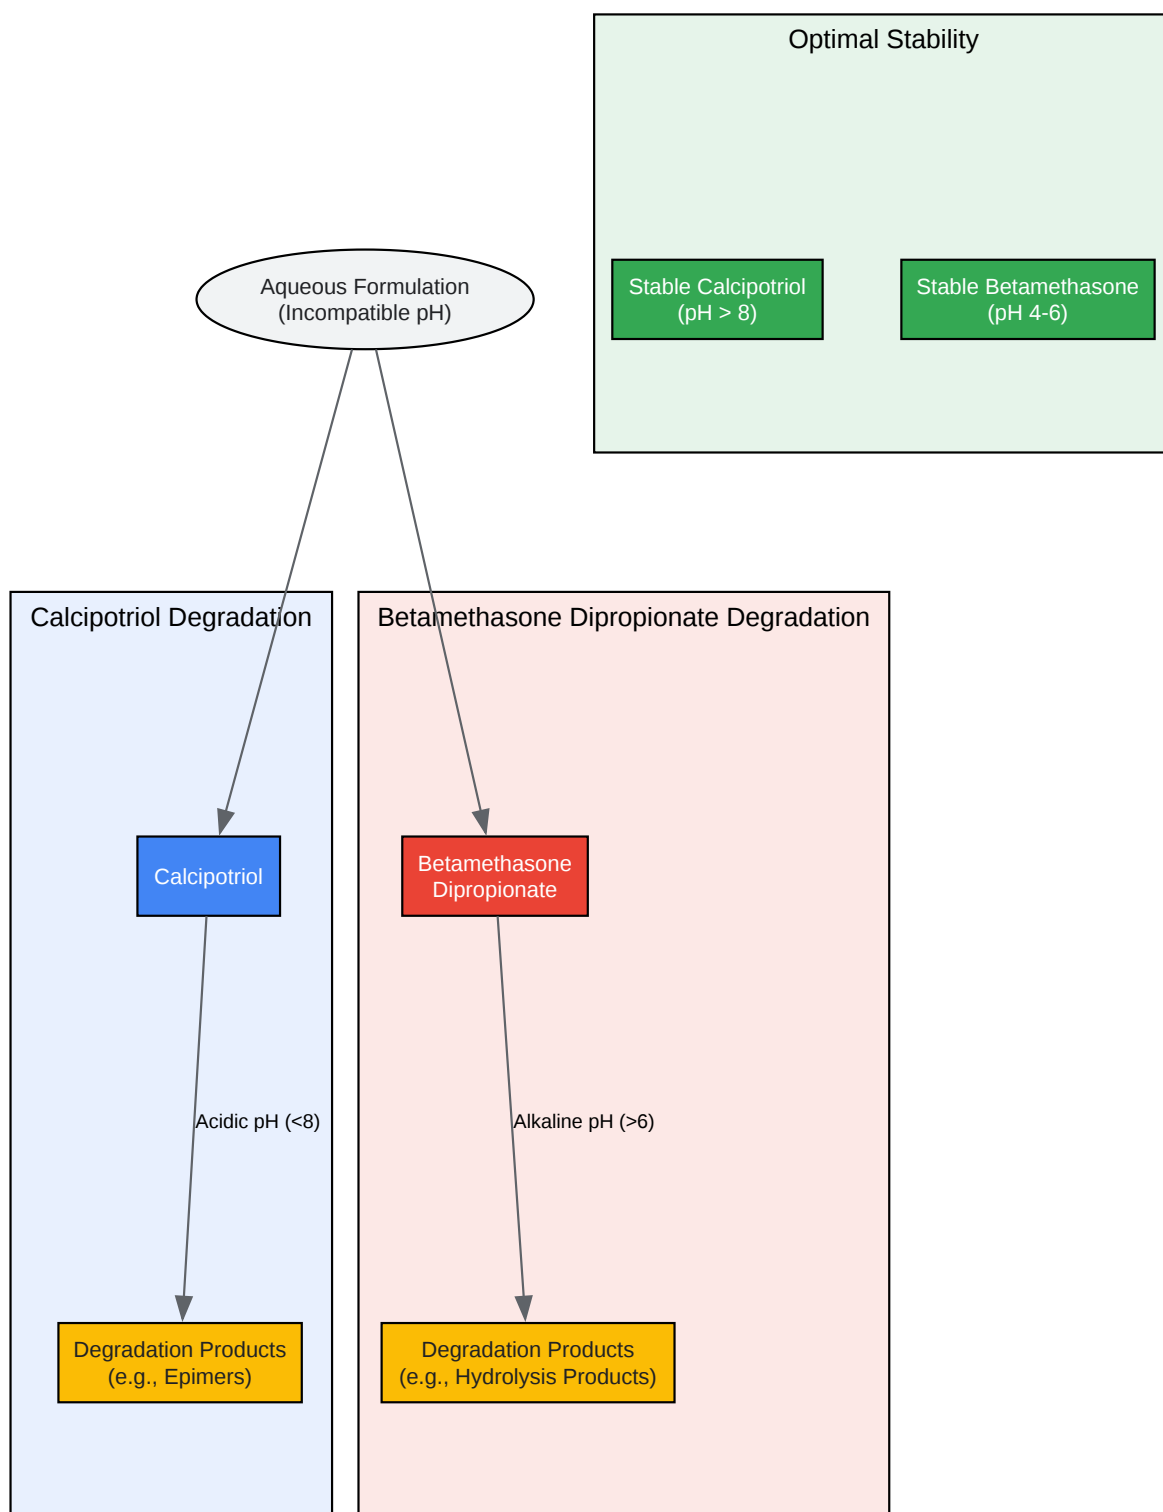 Optimal Stability
Aqueous Formulation
(Incompatible pH)
Stable Calcipotriol
(pH > 8)
Stable Betamethasone
(pH 4-6)
Calcipotriol Degradation
Betamethasone Dipropionate Degradation
Calcipotriol
Betamethasone
Dipropionate
Acidic pH (<8)
Alkaline pH (>6)
Degradation Products
(e.g., Epimers)
Degradation Products
(e.g., Hydrolysis Products)